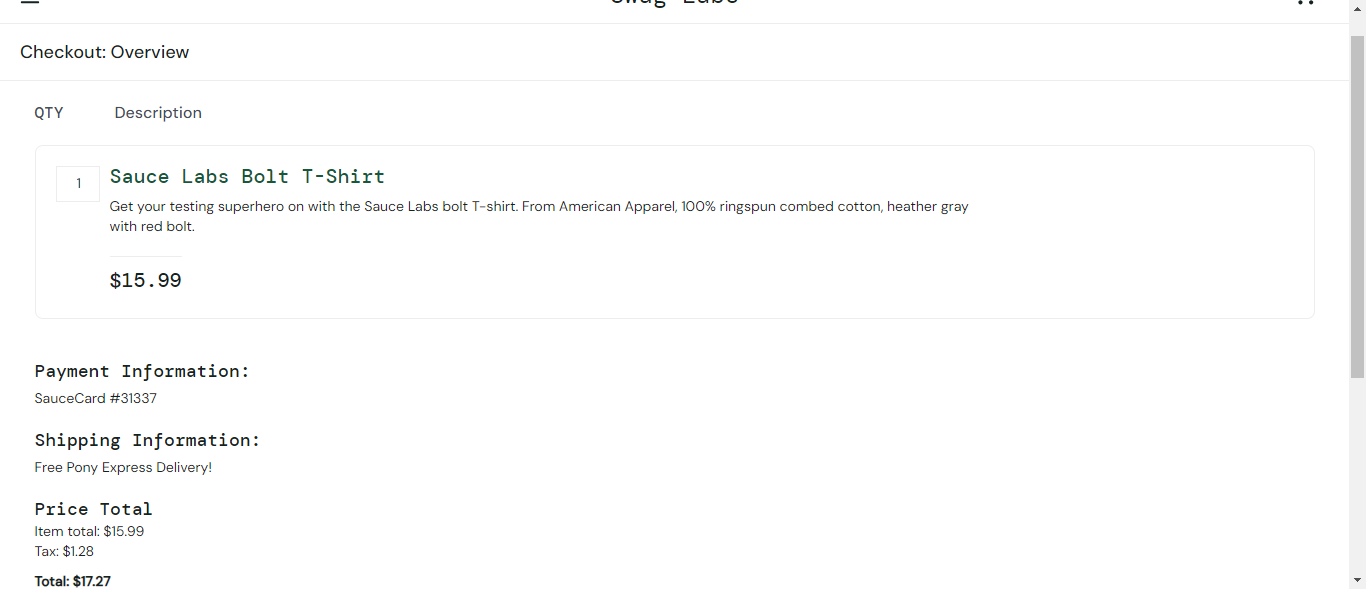 Swag Labs
Checkout: Overview
QTY Description
1
Sauce Labs Bolt T-Shirt
Get your testing superhero on with the Sauce Labs bolt T-shirt. From American Apparel, 100% ringspun combed cotton, heather gray
with red bolt.
$15.99
Payment Information:
SauceCard #31337
Shipping Information:
Free Pony Express Delivery!
Price Total
Item total: $15.99
Tax: $1.28
Total: $17.27